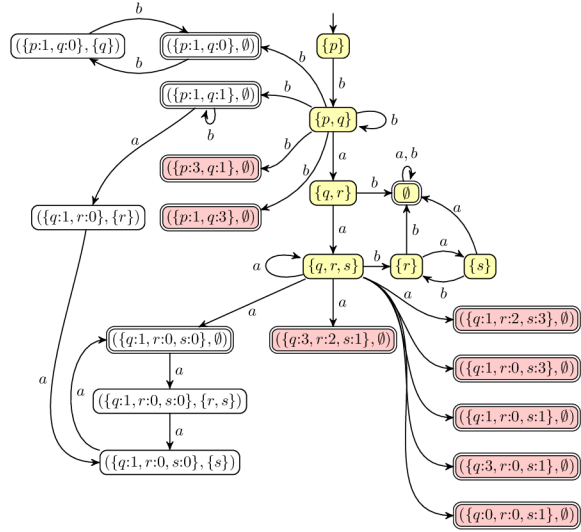 b
({p:1, q:0}, {q})
({p:1, q:0}, ∅)
{p}
b
b
b
({p:1, q:1}, ∅)
b
{p, q}
b
b
a
b
({p:3, q:1}, ∅)
b
a
a, b
({p:1, q:3}, ∅)
{q, r}
b
∅
a
({q:1, r:0}, {r})
a
b
a
{q, r, s}
b
{r}
a
{s}
b
a
a
a
({q:1, r:2, s:3}, ∅)
({q:1, r:0, s:0}, ∅)
({q:3, r:2, s:1}, ∅)
({q:1, r:0, s:3}, ∅)
a
a
a
({q:1, r:0, s:0}, {r, s})
({q:1, r:0, s:1}, ∅)
a
({q:1, r:0, s:0}, {s})
({q:3, r:0, s:1}, ∅)
({q:0, r:0, s:1}, ∅)